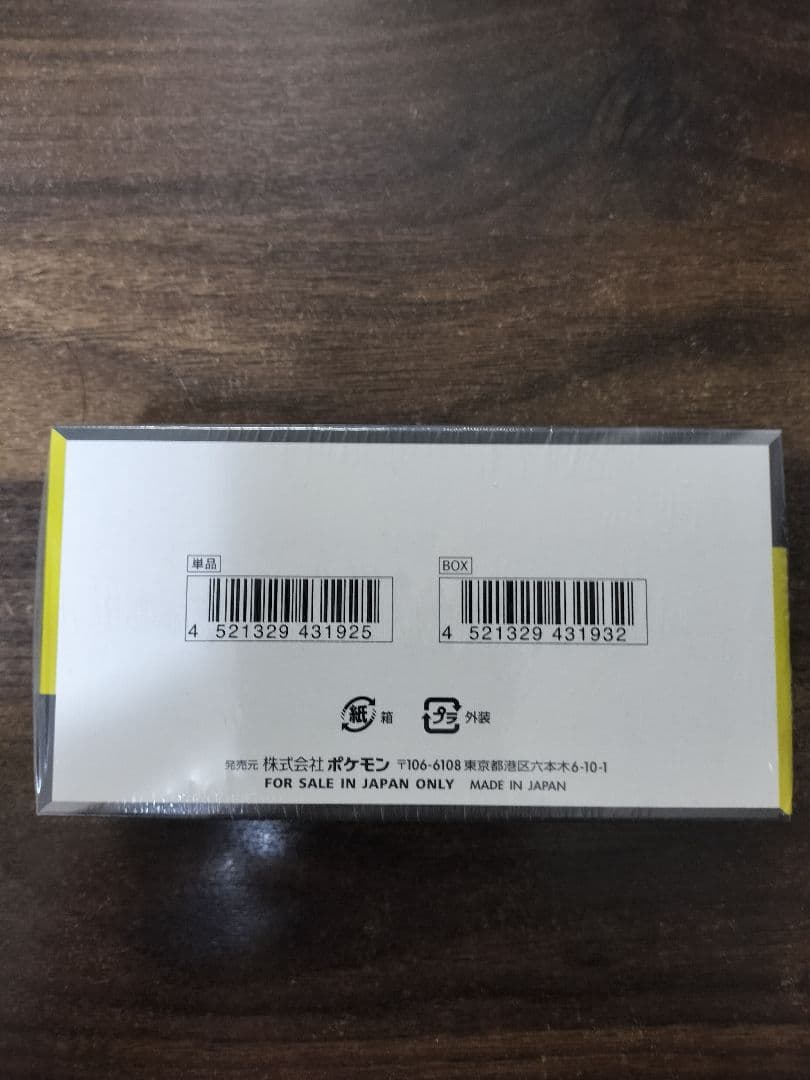 単品 BOX
4 521329 431925 4 521329 431932
紙 箱 プラ 外装
発売元 株式会社 ポケモン 〒106-6108 東京都港区六本木6-10-1
FOR SALE IN JAPAN ONLY MADE IN JAPAN